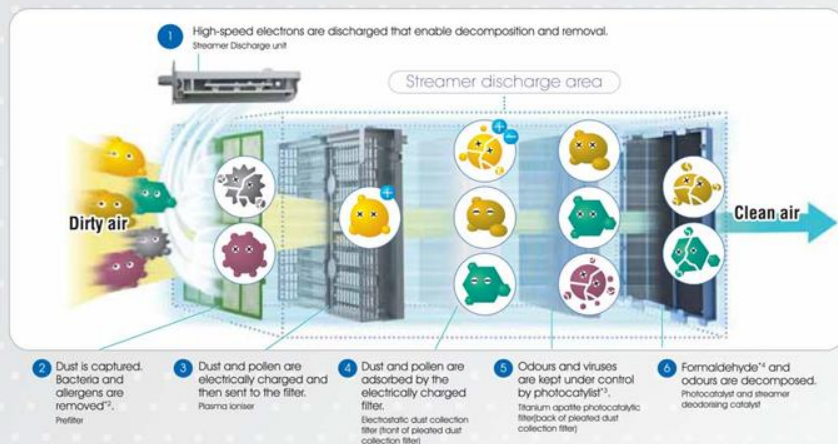 1 High-speed electrons are discharged that enable decomposition and removal.
Streamer Discharge unit
Streamer discharge area
Dirty air
Clean air
2 Dust is captured.
Bacteria and
allergens are
removed*2.
Prefilter
3 Dust and pollen are
electrically charged and
then sent to the filter.
Plasma ioniser
4 Dust and pollen are
adsorbed by the
electrically charged
filter.
Electrostatic dust collection
filter (front of pleated dust
collection filter)
5 Odours and viruses
are kept under control
by photocatylist*3.
Titanium apatite photocatalytic
filter(back of pleated dust
collection filter)
6 Formaldehyde*4 and
odours are decomposed.
Photocatalyst and streamer
deodorising catalyst